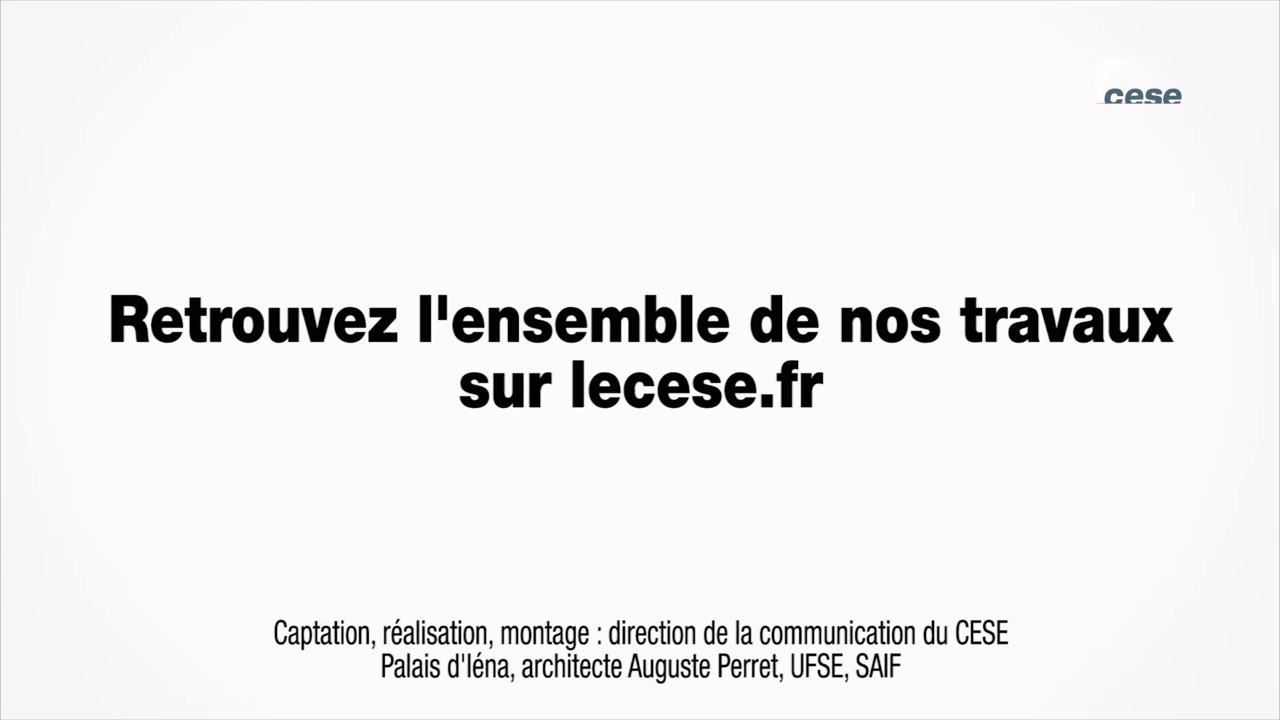 cese
Retrouvez l'ensemble de nos travaux
sur lecese.fr
Captation, réalisation, montage : direction de la communication du CESE
Palais d'Iéna, architecte Auguste Perret, UFSE, SAIF